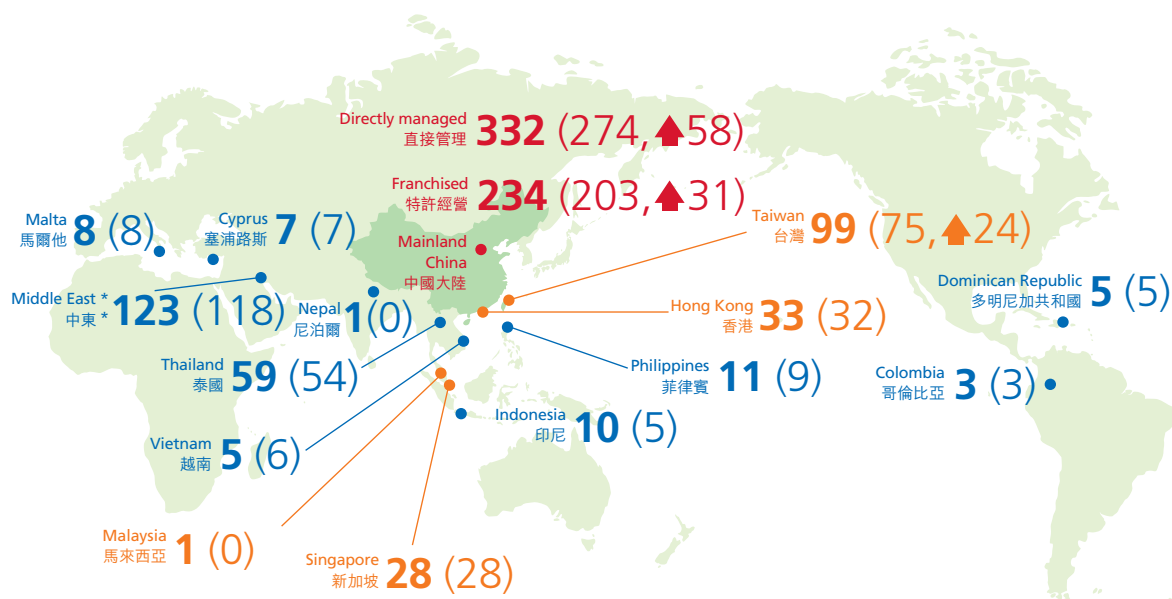 Directly managed
直接管理
332 (274, ⬆58)
Franchised
特許經營
234 (203, ⬆31)
Mainland
China
中國大陸
Malta
馬爾他
8 (8)
Cyprus
塞浦路斯
7 (7)
Taiwan
台灣
99 (75, ⬆24)
Middle East *
中東 *
123 (118)
Nepal
尼泊爾
1(0)
Hong Kong
香港
33 (32)
Dominican Republic
多明尼加共和國
5 (5)
Thailand
泰國
59 (54)
Philippines
菲律賓
11 (9)
Colombia
哥倫比亞
3 (3)
Vietnam
越南
5 (6)
Indonesia
印尼
10 (5)
Malaysia
馬來西亞
1 (0)
Singapore
新加坡
28 (28)